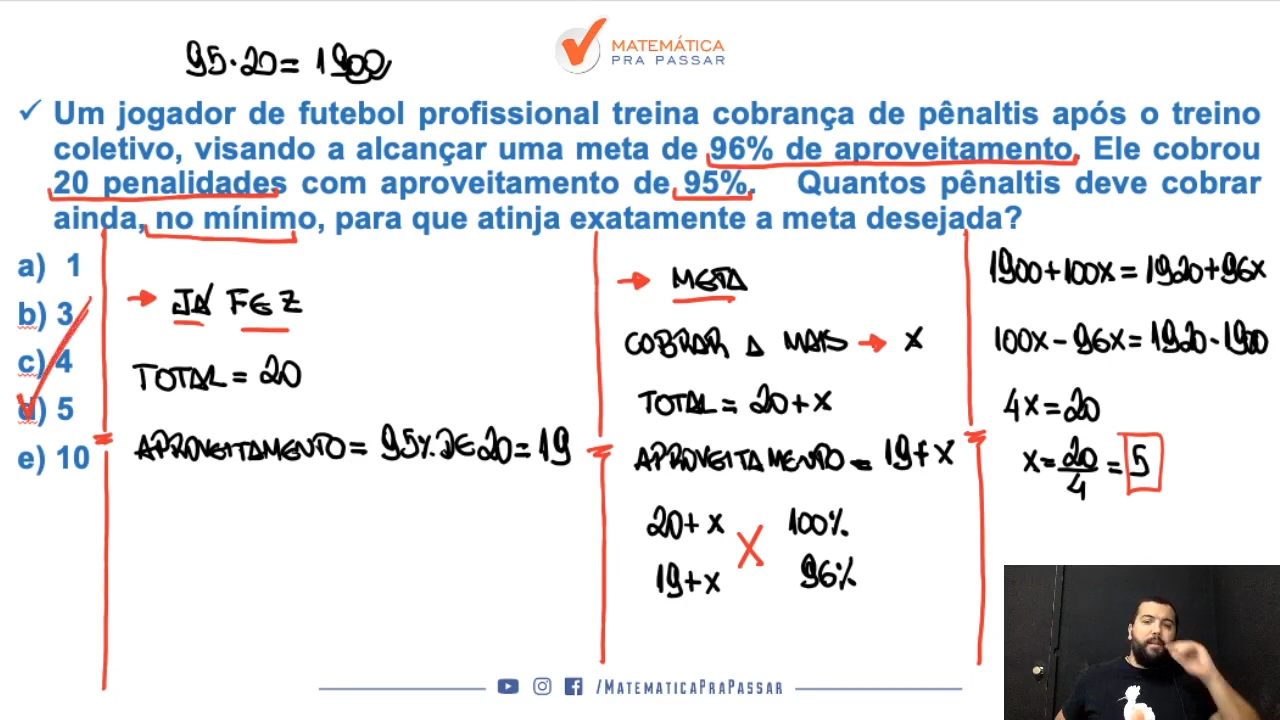 95·20=1900
MATEMÁTICA
PRA PASSAR
✓ Um jogador de futebol profissional treina cobrança de pênaltis após o treino
coletivo, visando a alcançar uma meta de 96% de aproveitamento. Ele cobrou
20 penalidades com aproveitamento de 95%. Quantos pênaltis deve cobrar
ainda, no mínimo, para que atinja exatamente a meta desejada?
a) 1
b) 3
c) 4
d) 5
e) 10
→ JÁ FEZ
TOTAL = 20
APROVEITAMENTO = 95% DE 20 = 19
→ META
COBRAR A MAIS → X
TOTAL = 20+X
APROVEITAMENTO = 19+X
20+X X 100%
19+X 96%
1900+100X = 1920+96X
100X - 96X = 1920-1900
4X = 20
X = 20/4 = 5
/MATEMATICAPRAPASSAR